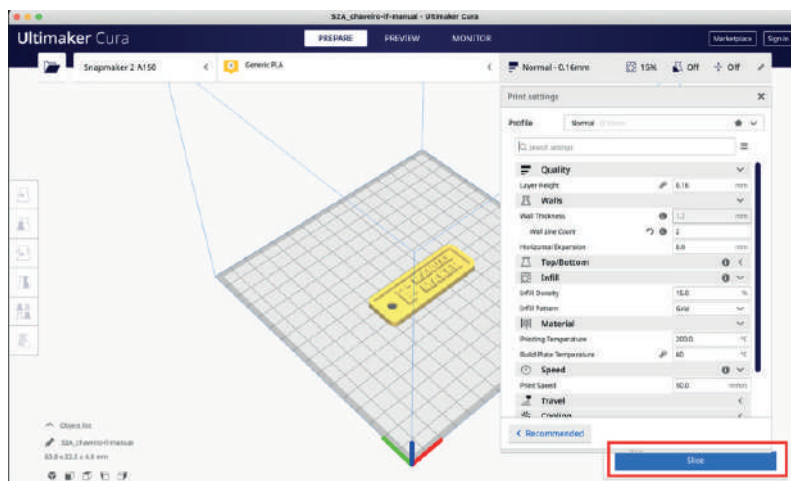 S2A_chaveiro-if-manual - Ultimaker Cura
Ultimaker Cura
PREPARE
PREVIEW
MONITOR
Marketplace
Sign in
Snapmaker 2 A150
Generic PLA
Normal - 0.16mm
15%
Off
Off
Print settings
Profile
Normal
Search settings
Quality
Layer Height
0.16
mm
Walls
Wall Thickness
mm
Wall Line Count
2
Horizontal Expansion
0.0
mm
Top/Bottom
Infill
Infill Density
15.0
%
Infill Pattern
Grid
Material
Printing Temperature
200.0
°C
Build Plate Temperature
60
°C
Speed
Print Speed
mm/s
Travel
Cooling
Recommended
Slice
Object list
S2A_chaveiro-if-manual